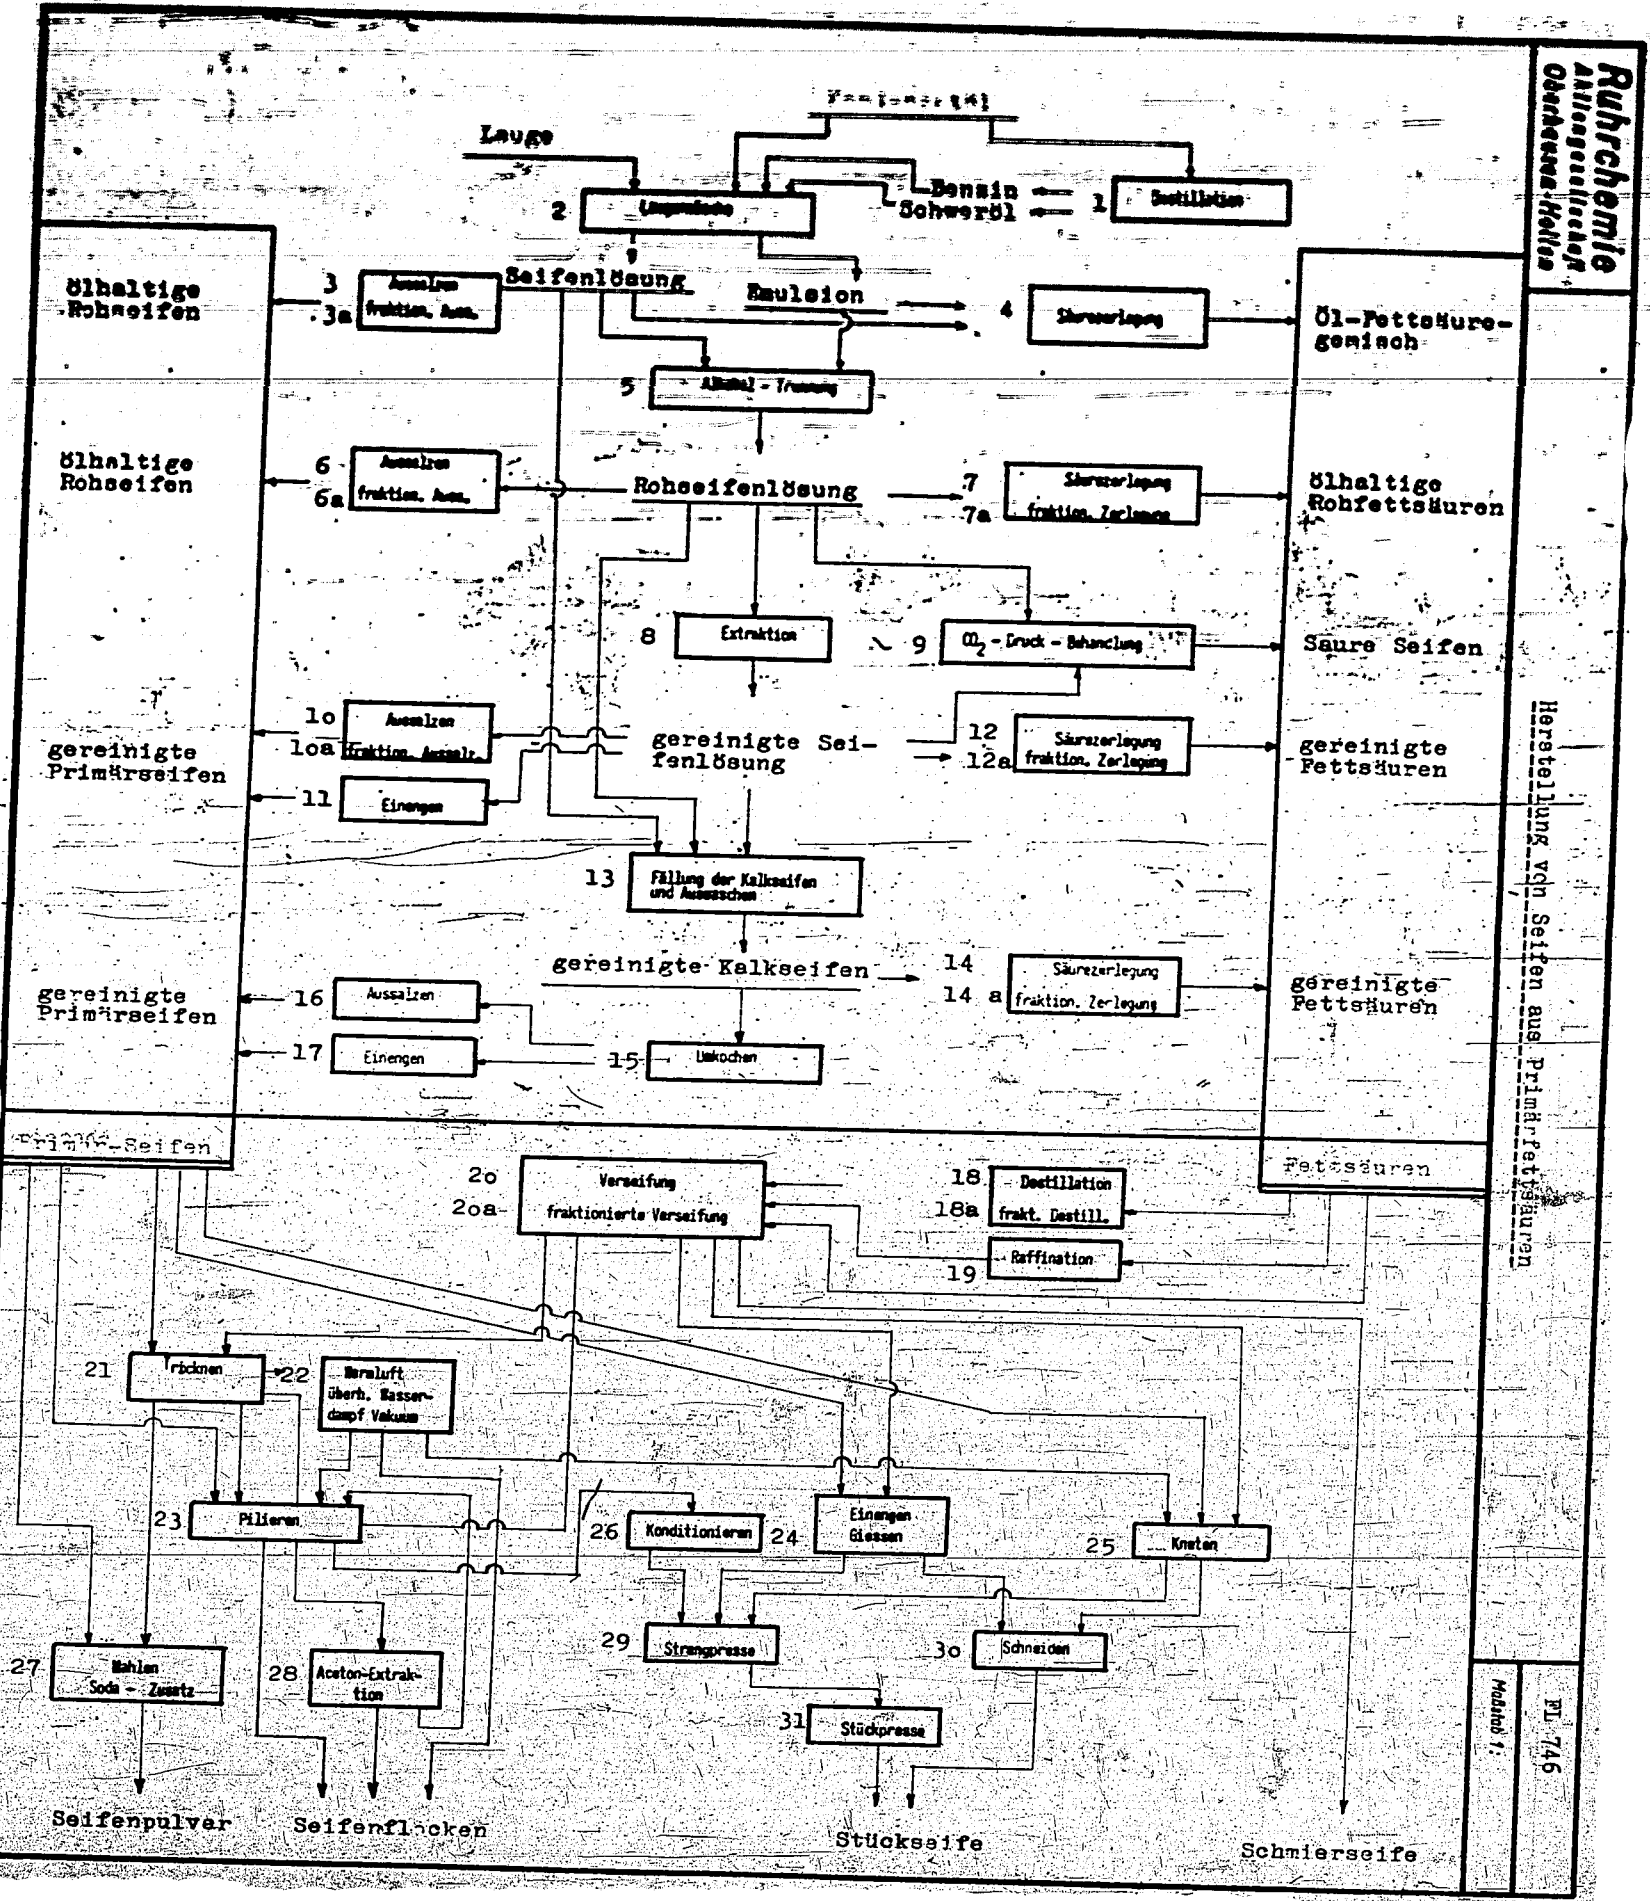 Ruhrchemie
Aktiengesellschaft
Oberhausen-Holten
Lauge
Benzin
Schweröl
1
Destillation
2
Seifenlösung
Emulsion
3
3a
Aussalzen
fraktion. Auss.
ölhaltige
Rohseifen
4
Säurezerlegung
Öl-Fettsäure-
gemisch
5
Alkohol - Trennung
ölhaltige
Rohseifen
6
6a
Aussalzen
fraktion. Auss.
Rohseifenlösung
7
7a
Säurezerlegung
fraktion. Zerlegung
ölhaltige
Rohfettsäuren
8
Extraktion
9
CO2 - Druck - Behandlung
Saure Seifen
gereinigte
Primärseifen
1o
1oa
Aussalzen
fraktion. Aussalz.
11
Einengen
gereinigte Sei-
fenlösung
12
12a
Säurezerlegung
fraktion. Zerlegung
gereinigte
Fettsäuren
13
Fällung der Kalkseifen
und Auswaschen
gereinigte Kalkseifen
14
14 a
Säurezerlegung
fraktion. Zerlegung
gereinigte
Fettsäuren
gereinigte
Primärseifen
16
Aussalzen
17
Einengen
15
Umkochen
Primär-Seifen
Fettsäuren
2o
2oa
Verseifung
fraktionierte Verseifung
18
18a
Destillation
frakt. Destill.
19
Raffination
21
Trocknen
22
Warmluft
überh. Wasser-
dampf Vakuum
23
Pilieren
26
Konditionieren
24
Einengen
Giessen
25
Kneten
27
Mahlen
Soda - Zusatz
28
Aceton-Extrak-
tion
29
Strangpresse
3o
Schneiden
31
Stückpresse
Seifenpulver
Seifenflocken
Stückseife
Schmierseife
Herstellung von Seifen aus Primärfettsäuren
Maßstab 1:
FL 746